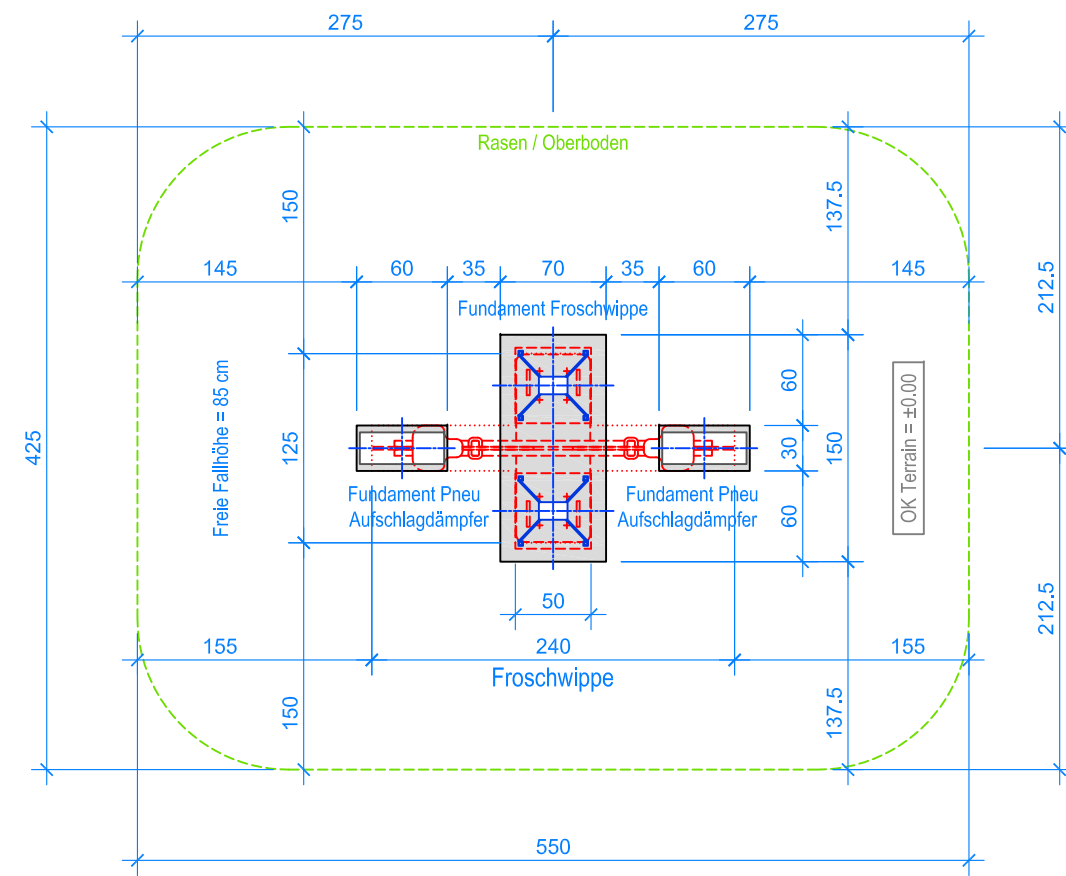 275
275
Rasen / Oberboden
150
137.5
145
60
35
70
35
60
145
212.5
Fundament Froschwippe
Freie Fallhöhe = 85 cm
425
125
60
30
60
150
OK Terrain = ±0.00
Fundament Pneu
Aufschlagdämpfer
Fundament Pneu
Aufschlagdämpfer
50
212.5
155
240
155
Froschwippe
150
137.5
550